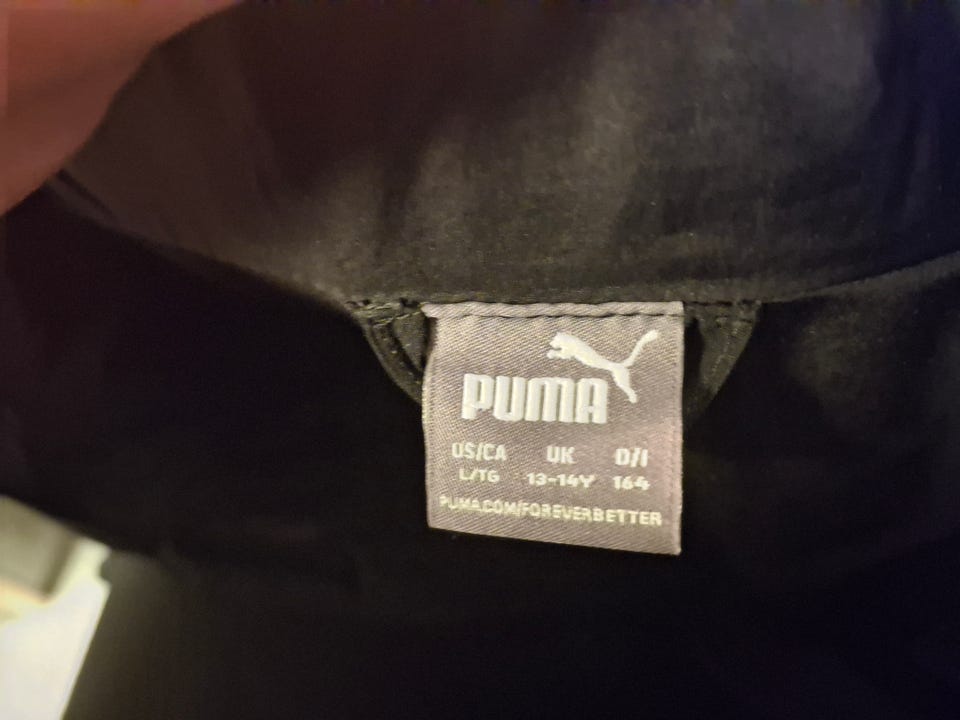 PUMA
US/CA UK D/I
L/TG 13-14Y 164
PUMA.COM/FOREVERBETTER